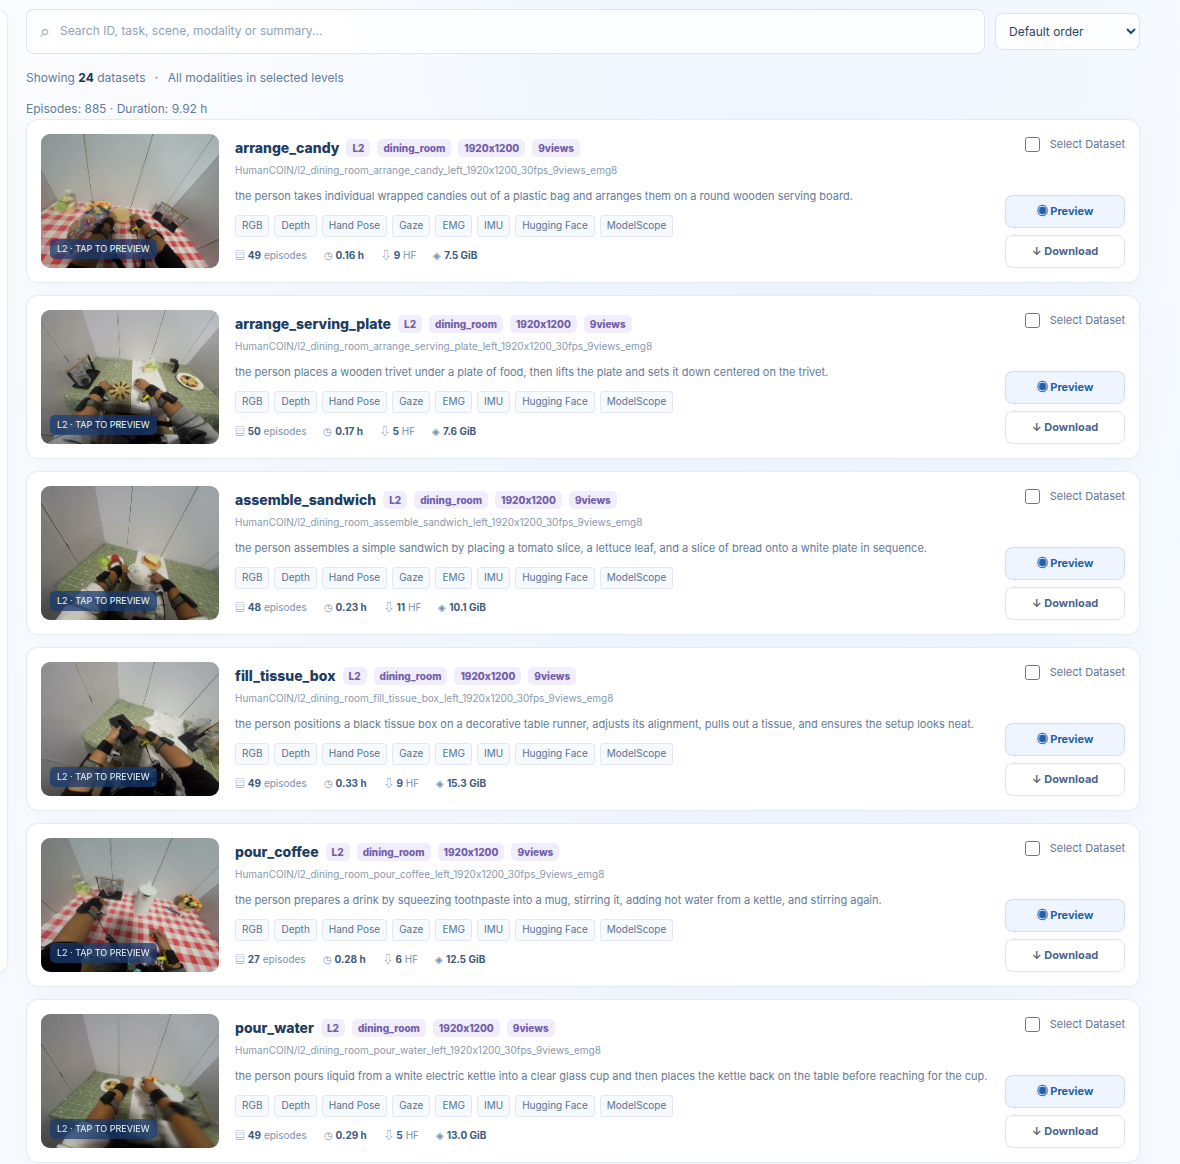 Search ID, task, scene, modality or summary...
Default order
Showing 24 datasets · All modalities in selected levels
Episodes: 885 · Duration: 9.92 h
arrange_candy L2 dining_room 1920x1200 9views
Select Dataset
HumanCOIN/l2_dining_room_arrange_candy_left_1920x1200_30fps_9views_emg8
the person takes individual wrapped candies out of a plastic bag and arranges them on a round wooden serving board.
Preview
RGB Depth Hand Pose Gaze EMG IMU Hugging Face ModelScope
L2 · TAP TO PREVIEW
49 episodes 0.16 h 9 HF 7.5 GiB
Download
arrange_serving_plate L2 dining_room 1920x1200 9views
Select Dataset
HumanCOIN/l2_dining_room_arrange_serving_plate_left_1920x1200_30fps_9views_emg8
the person places a wooden trivet under a plate of food, then lifts the plate and sets it down centered on the trivet.
Preview
RGB Depth Hand Pose Gaze EMG IMU Hugging Face ModelScope
L2 · TAP TO PREVIEW
50 episodes 0.17 h 5 HF 7.6 GiB
Download
assemble_sandwich L2 dining_room 1920x1200 9views
Select Dataset
HumanCOIN/l2_dining_room_assemble_sandwich_left_1920x1200_30fps_9views_emg8
the person assembles a simple sandwich by placing a tomato slice, a lettuce leaf, and a slice of bread onto a white plate in sequence.
Preview
RGB Depth Hand Pose Gaze EMG IMU Hugging Face ModelScope
L2 · TAP TO PREVIEW
48 episodes 0.23 h 11 HF 10.1 GiB
Download
fill_tissue_box L2 dining_room 1920x1200 9views
Select Dataset
HumanCOIN/l2_dining_room_fill_tissue_box_left_1920x1200_30fps_9views_emg8
the person positions a black tissue box on a decorative table runner, adjusts its alignment, pulls out a tissue, and ensures the setup looks neat.
Preview
RGB Depth Hand Pose Gaze EMG IMU Hugging Face ModelScope
L2 · TAP TO PREVIEW
49 episodes 0.33 h 9 HF 15.3 GiB
Download
pour_coffee L2 dining_room 1920x1200 9views
Select Dataset
HumanCOIN/l2_dining_room_pour_coffee_left_1920x1200_30fps_9views_emg8
the person prepares a drink by squeezing toothpaste into a mug, stirring it, adding hot water from a kettle, and stirring again.
Preview
RGB Depth Hand Pose Gaze EMG IMU Hugging Face ModelScope
L2 · TAP TO PREVIEW
27 episodes 0.28 h 6 HF 12.5 GiB
Download
pour_water L2 dining_room 1920x1200 9views
Select Dataset
HumanCOIN/l2_dining_room_pour_water_left_1920x1200_30fps_9views_emg8
the person pours liquid from a white electric kettle into a clear glass cup and then places the kettle back on the table before reaching for the cup.
Preview
RGB Depth Hand Pose Gaze EMG IMU Hugging Face ModelScope
L2 · TAP TO PREVIEW
49 episodes 0.29 h 5 HF 13.0 GiB
Download